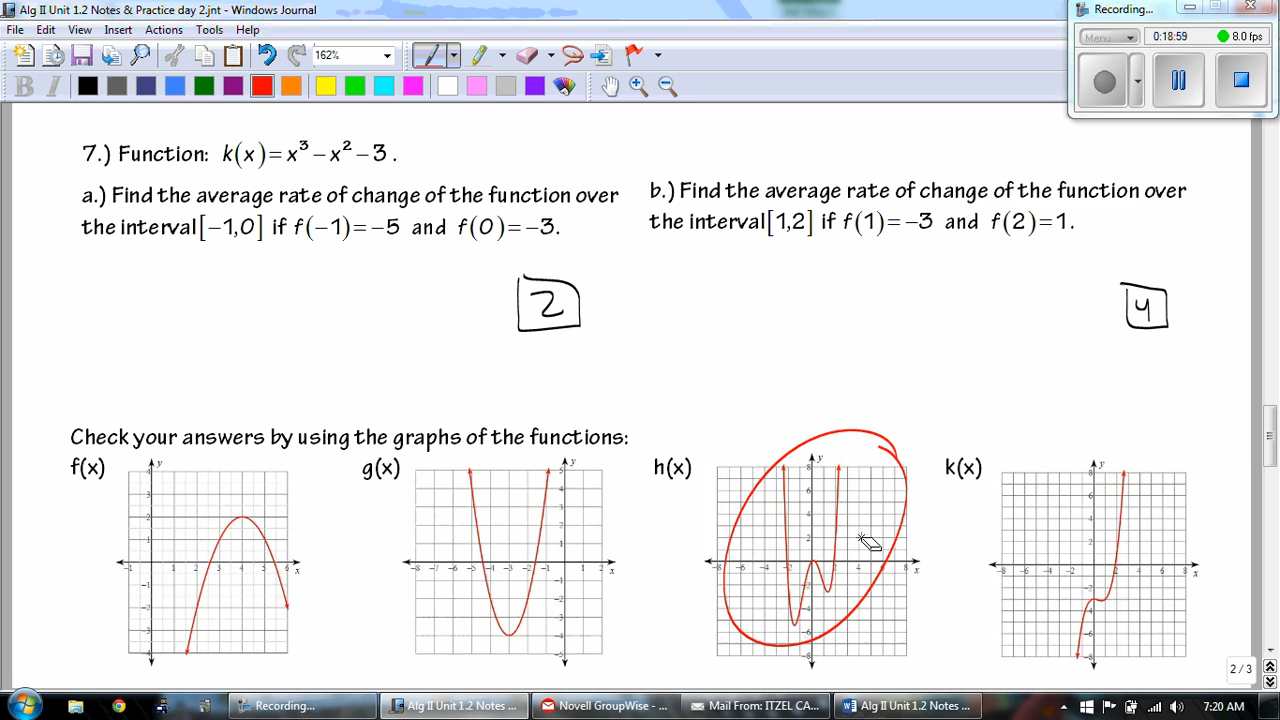 Alg II Unit 1.2 Notes & Practice day 2.jnt - Windows Journal
Recording...
File Edit View Insert Actions Tools Help
Menu 0:18:59 8.0 fps
162%
B I
7.) Function: k(x)=x³−x²−3.
a.) Find the average rate of change of the function over
the interval [−1,0] if f(−1)=−5 and f(0)=−3.
b.) Find the average rate of change of the function over
the interval [1,2] if f(1)=−3 and f(2)=1.
2
4
Check your answers by using the graphs of the functions:
f(x) g(x) h(x) k(x)
2 / 3
Recording... Alg II Unit 1.2 Notes ... Novell GroupWise - ... Mail From: ITZEL CA... Alg II Unit 1.2 Notes ... 7:20 AM